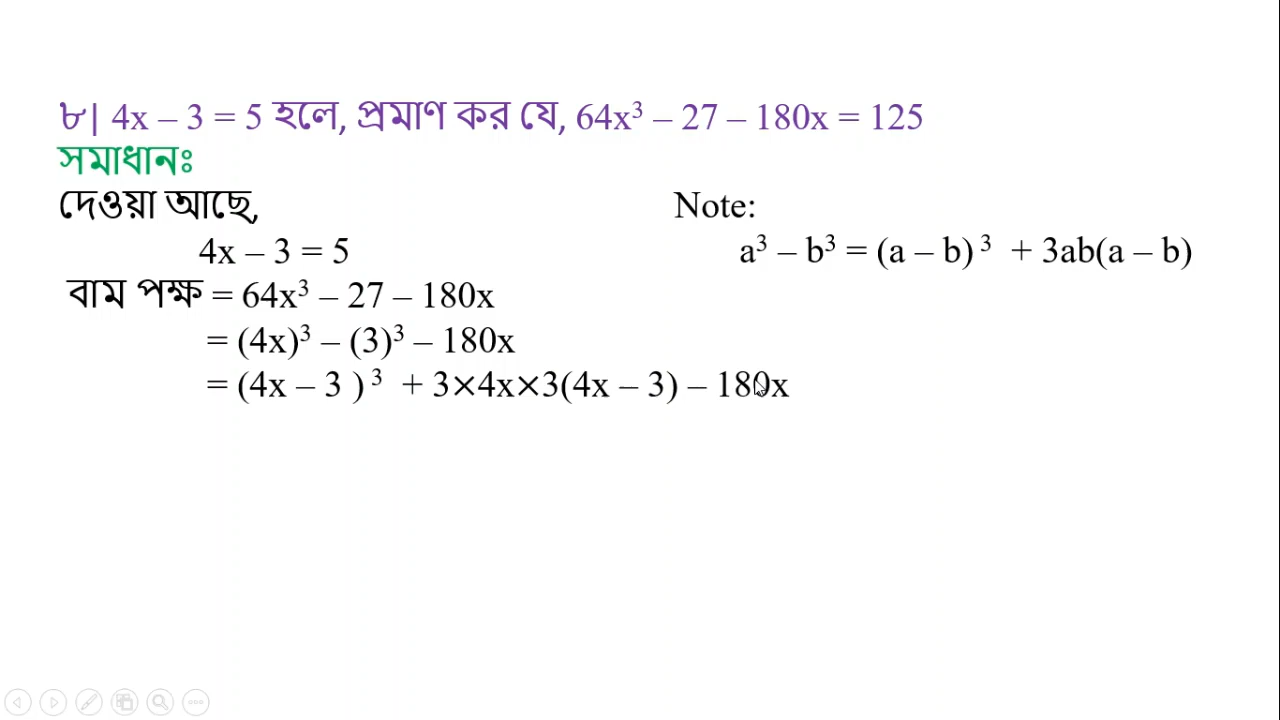 ৮| 4x – 3 = 5 হলে, প্রমাণ কর যে, 64x³ – 27 – 180x = 125
সমাধানঃ
দেওয়া আছে,
Note:
4x – 3 = 5
a³ – b³ = (a – b)³ + 3ab(a – b)
বাম পক্ষ = 64x³ – 27 – 180x
= (4x)³ – (3)³ – 180x
= (4x – 3 )³ + 3×4x×3(4x – 3) – 180x